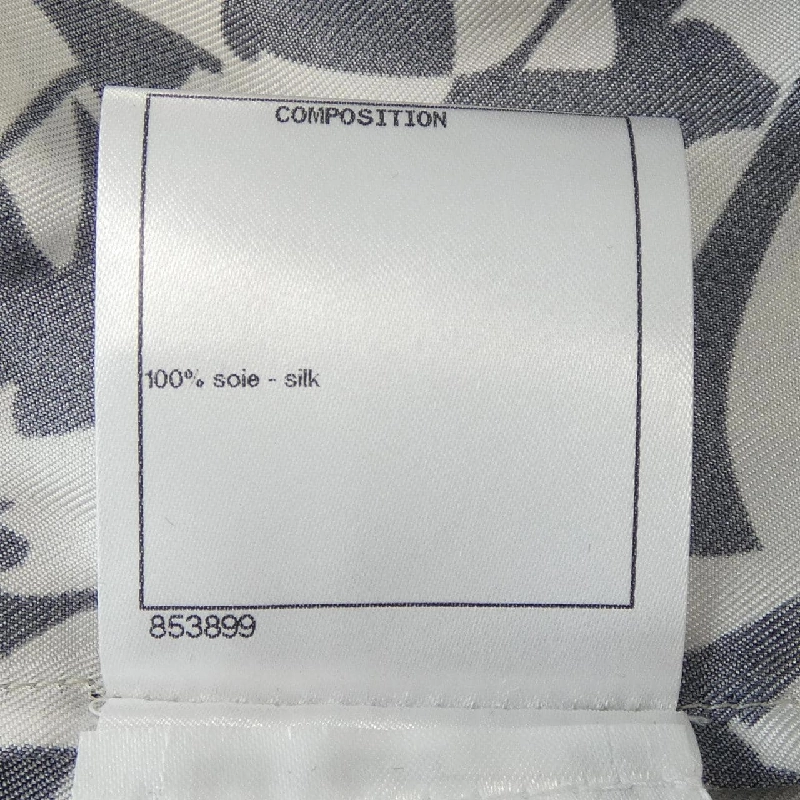 COMPOSITION
100% soie - silk
853899